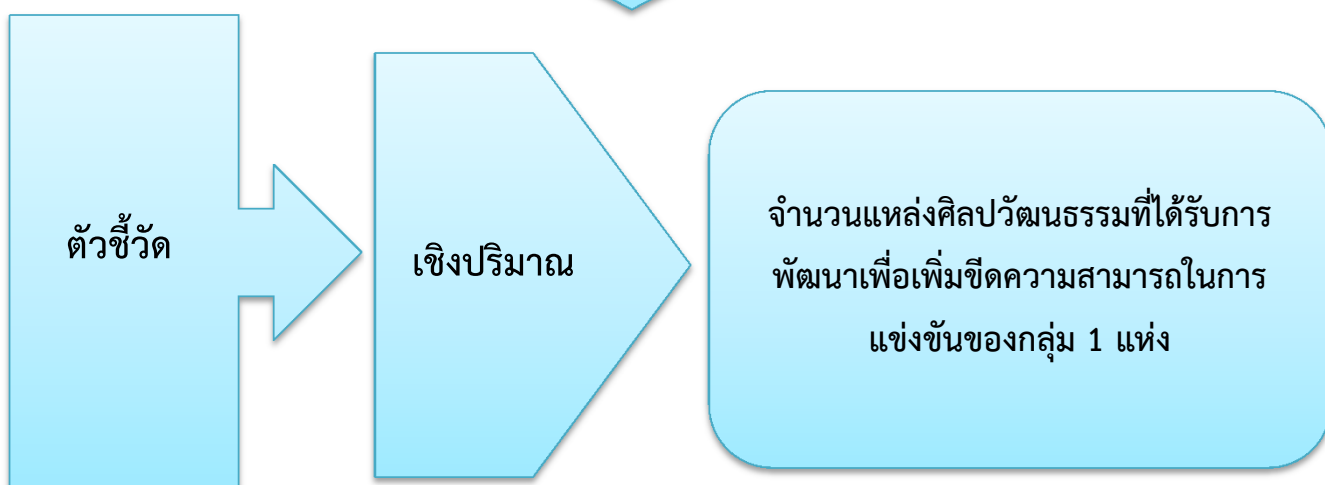 ตัวชี้วัด
เชิงปริมาณ
จำนวนแหล่งศิลปวัฒนธรรมที่ได้รับการ
พัฒนาเพื่อเพิ่มขีดความสามารถในการ
แข่งขันของกลุ่ม 1 แห่ง